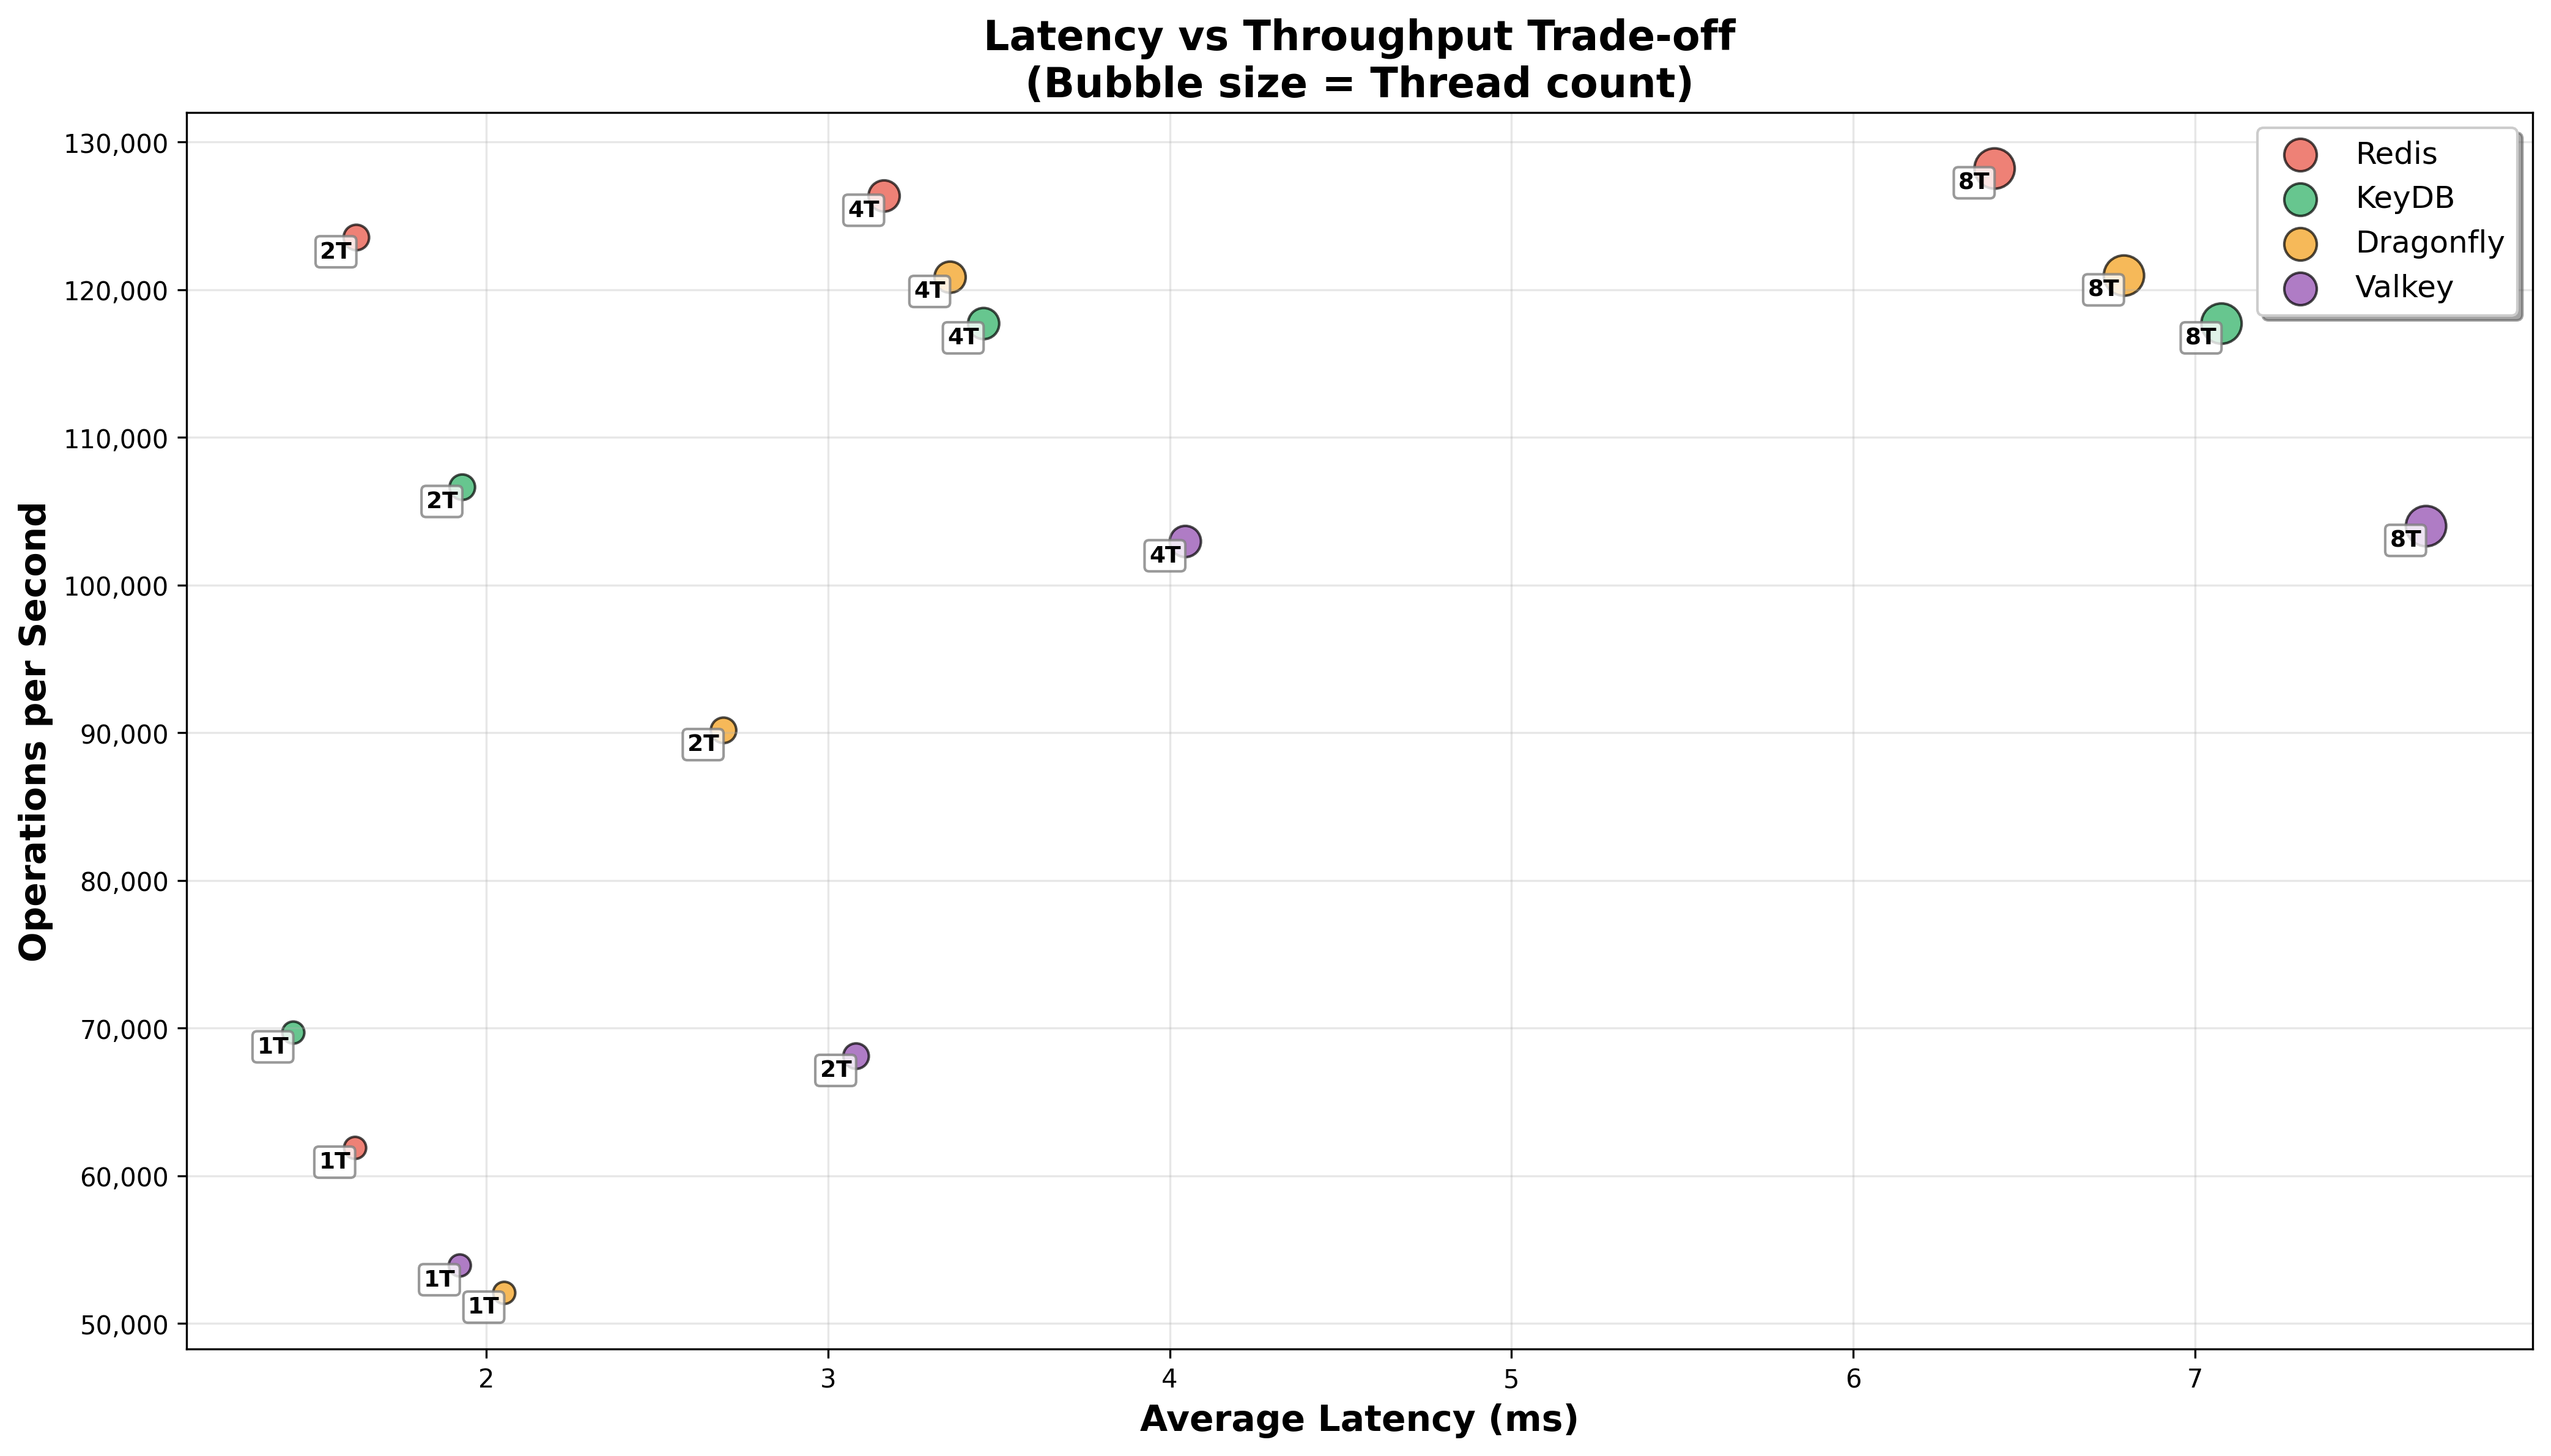 Latency vs Throughput Trade-off
(Bubble size = Thread count)
Operations per Second
130,000
120,000
110,000
100,000
90,000
80,000
70,000
60,000
50,000
Redis
KeyDB
Dragonfly
Valkey
8T
4T
2T
8T
4T
8T
4T
2T
8T
4T
2T
1T
2T
1T
1T
1T
2
3
4
5
6
7
Average Latency (ms)